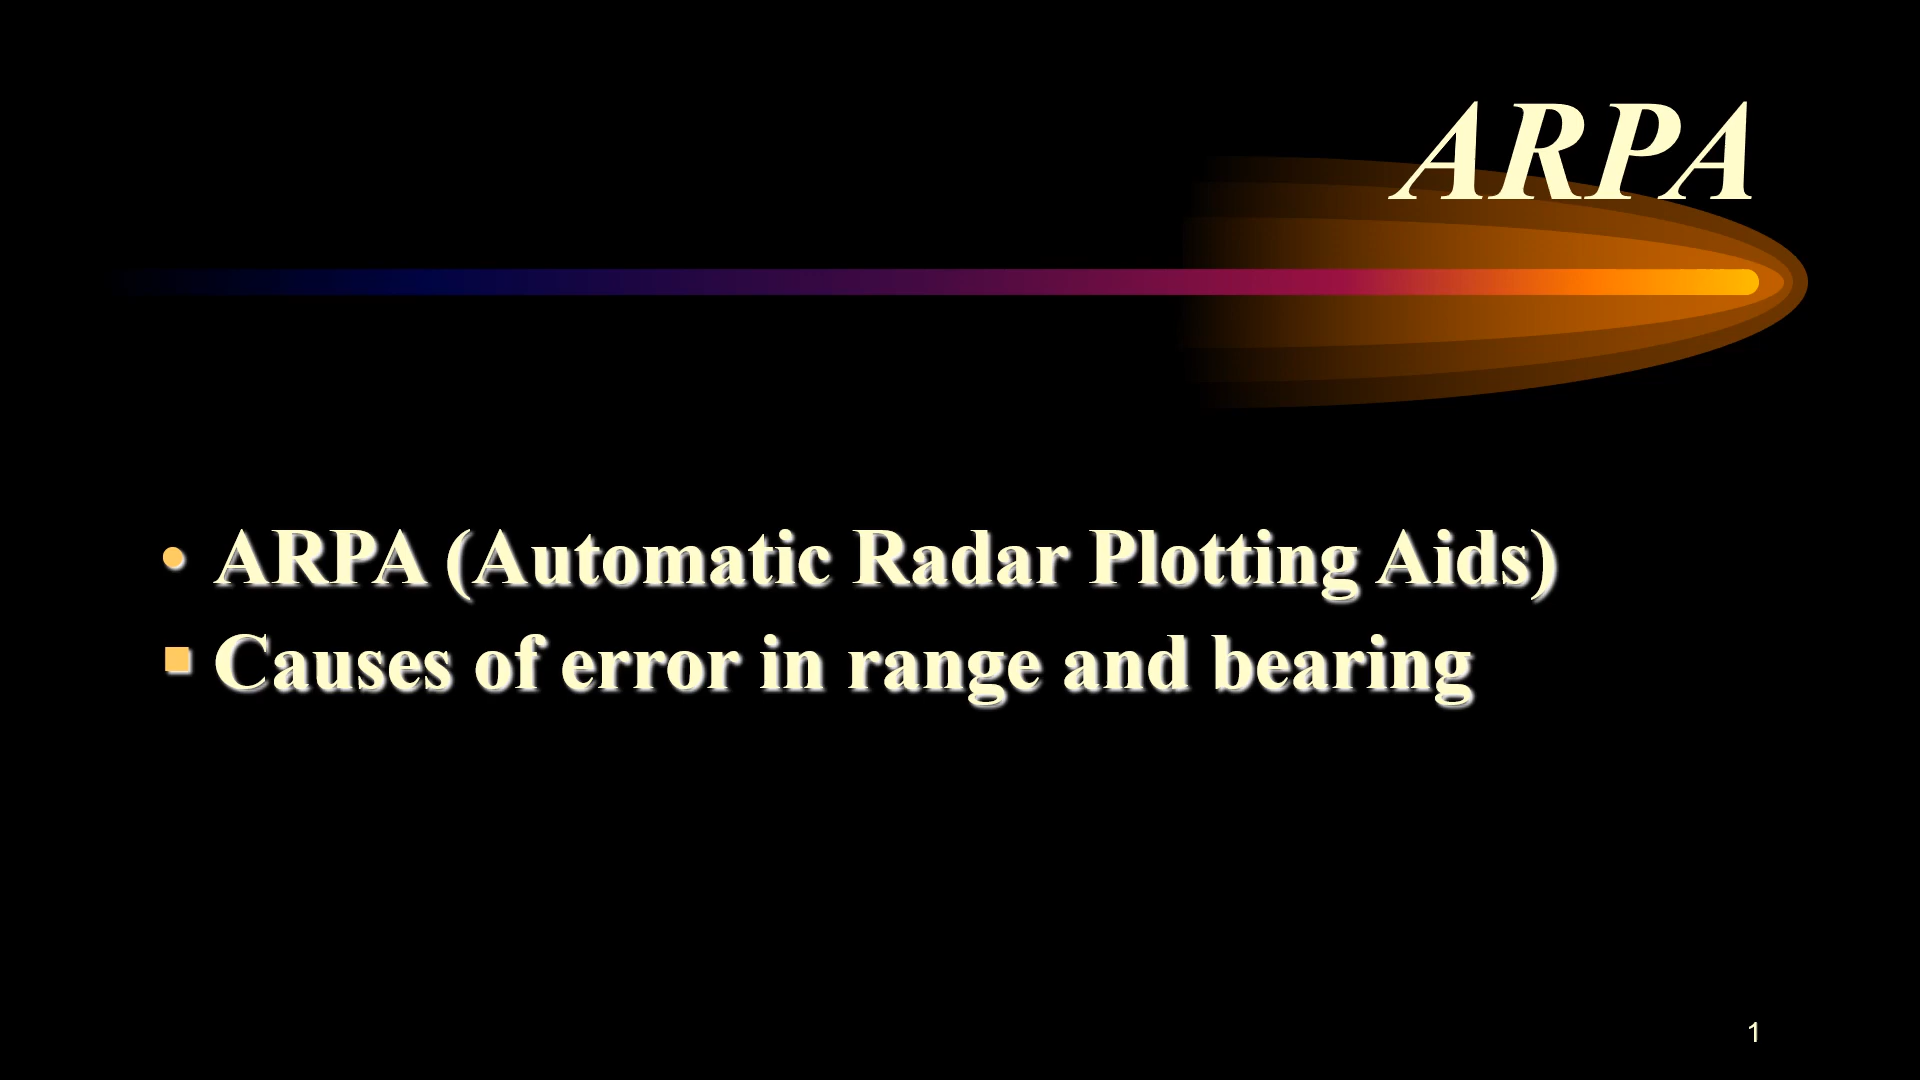 ARPA
• ARPA (Automatic Radar Plotting Aids)
▪ Causes of error in range and bearing
1